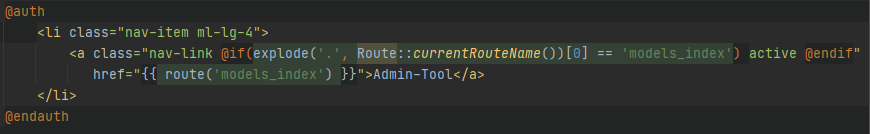 @auth
<li class="nav-item ml-lg-4">
<a class="nav-link @if(explode('.', Route::currentRouteName())[0] == 'models_index') active @endif"
href="{{ route('models_index') }}">Admin-Tool</a>
</li>
@endauth